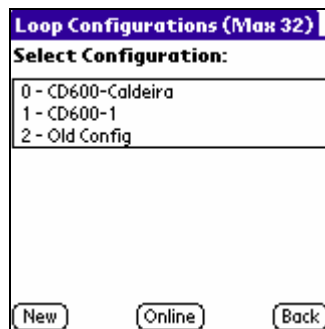 Loop Configurations (Max 32)
Select Configuration:
0 - CD600-Caldeira
1 - CD600-1
2 - Old Config
New Online Back